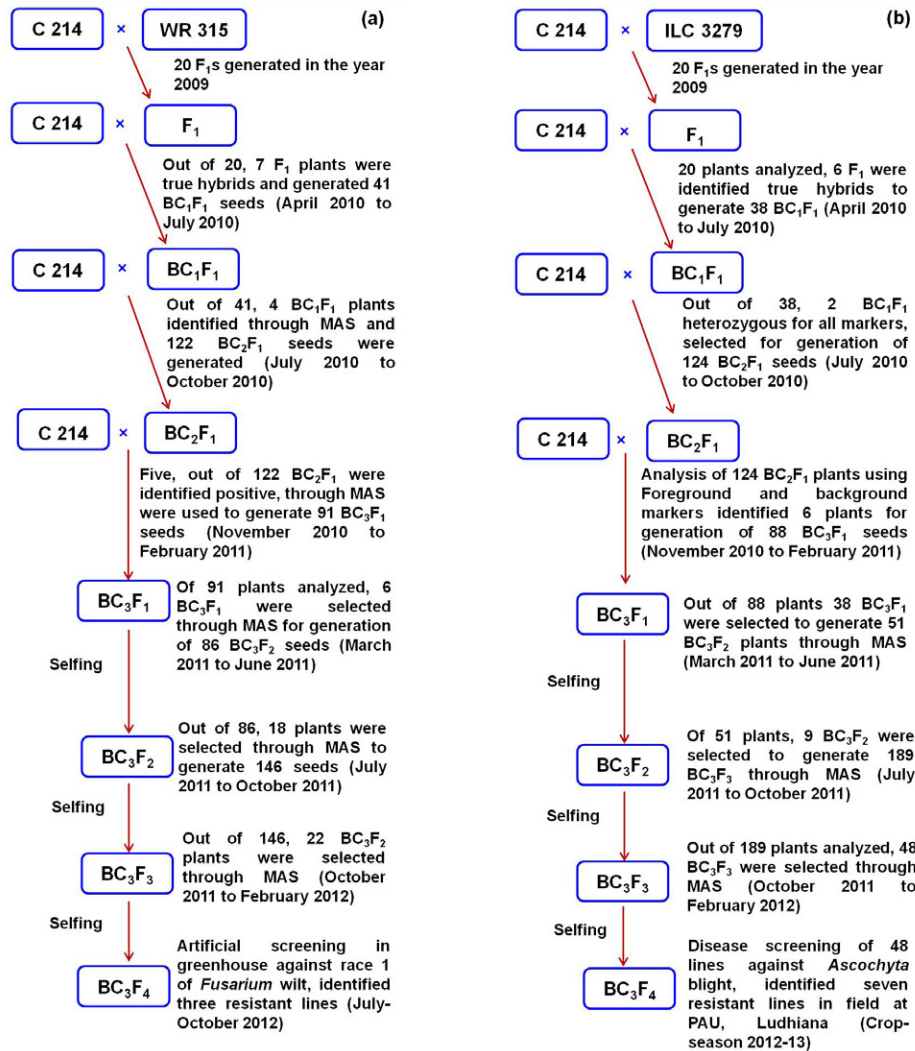 (a)
C 214 × WR 315
20 F₁s generated in the year
2009
C 214 × F₁
Out of 20, 7 F₁ plants were
true hybrids and generated 41
BC₁F₁ seeds (April 2010 to
July 2010)
C 214 × BC₁F₁
Out of 41, 4 BC₁F₁ plants
identified through MAS and
122 BC₂F₁ seeds were
generated (July 2010 to
October 2010)
C 214 × BC₂F₁
Five, out of 122 BC₂F₁ were
identified positive, through MAS
were used to generate 91 BC₃F₁
seeds (November 2010 to
February 2011)
BC₃F₁
Of 91 plants analyzed, 6
BC₃F₁ were selected
through MAS for generation
of 86 BC₃F₂ seeds (March
2011 to June 2011)
Selfing
BC₃F₂
Out of 86, 18 plants were
selected through MAS to
generate 146 seeds (July
2011 to October 2011)
Selfing
BC₃F₃
Out of 146, 22 BC₃F₂
plants were selected
through MAS (October
2011 to February 2012)
Selfing
BC₃F₄
Artificial screening in
greenhouse against race 1
of Fusarium wilt, identified
three resistant lines (July-
October 2012)
(b)
C 214 × ILC 3279
20 F₁s generated in the year
2009
C 214 × F₁
20 plants analyzed, 6 F₁ were
identified true hybrids to
generate 38 BC₁F₁ (April 2010
to July 2010)
C 214 × BC₁F₁
Out of 38, 2 BC₁F₁
heterozygous for all markers,
selected for generation of
124 BC₂F₁ seeds (July 2010
to October 2010)
C 214 × BC₂F₁
Analysis of 124 BC₂F₁ plants using
Foreground and background
markers identified 6 plants for
generation of 88 BC₃F₁ seeds
(November 2010 to February 2011)
BC₃F₁
Out of 88 plants 38 BC₃F₁
were selected to generate 51
BC₃F₂ plants through MAS
(March 2011 to June 2011)
Selfing
BC₃F₂
Of 51 plants, 9 BC₃F₂ were
selected to generate 189
BC₃F₃ through MAS (July
2011 to October 2011)
Selfing
BC₃F₃
Out of 189 plants analyzed, 48
BC₃F₃ were selected through
MAS (October 2011 to
February 2012)
Selfing
BC₃F₄
Disease screening of 48
lines against Ascochyta
blight, identified seven
resistant lines in field at
PAU, Ludhiana (Crop-
season 2012-13)